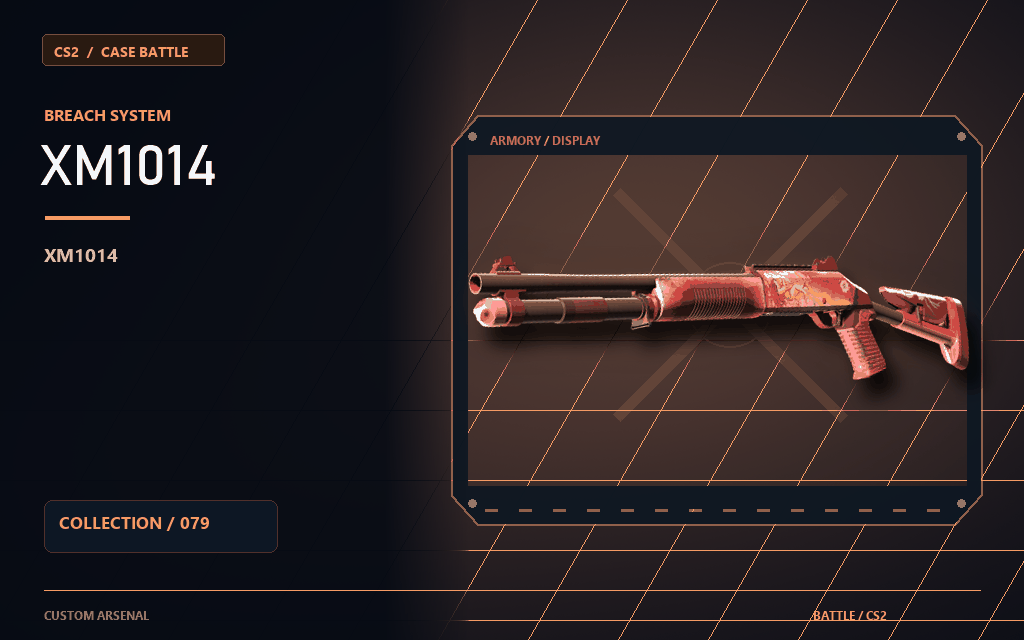 CS2 / CASE BATTLE
BREACH SYSTEM
XM1014
XM1014
ARMORY / DISPLAY
COLLECTION / 079
CUSTOM ARSENAL
BATTLE / CS2